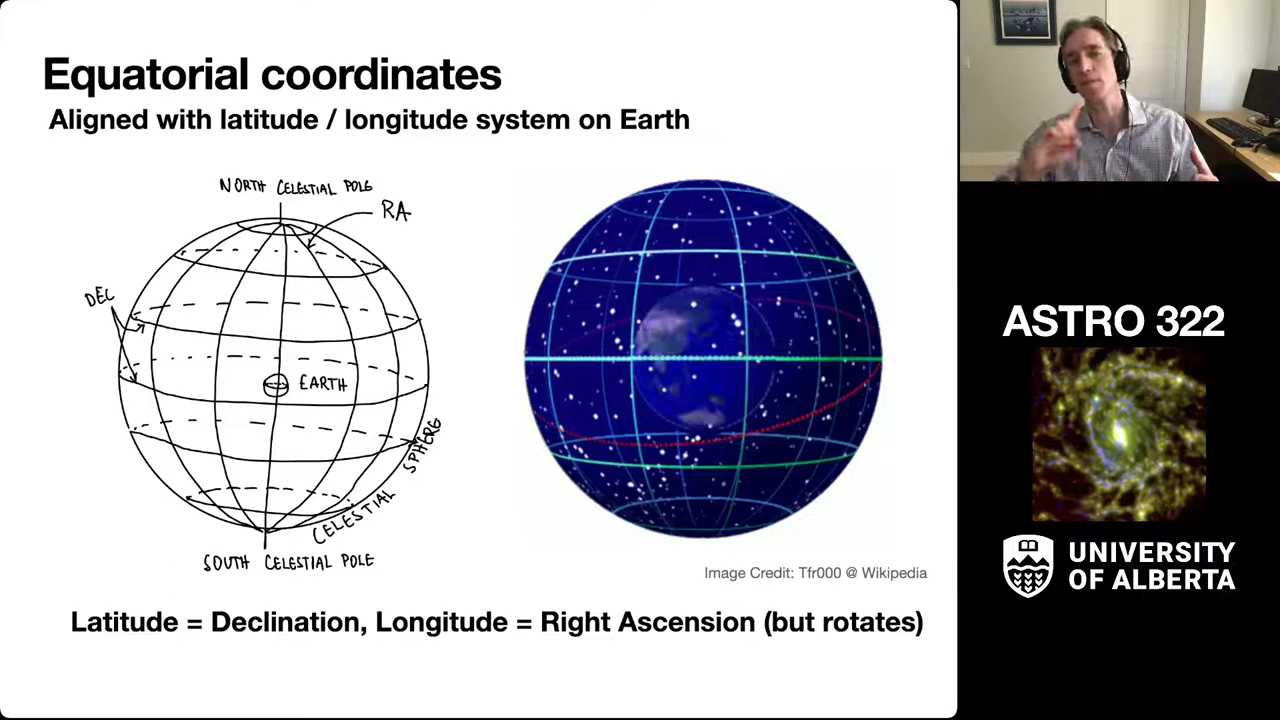 Equatorial coordinates
Aligned with latitude / longitude system on Earth
NORTH CELESTIAL POLE
RA
DEC
EARTH
CELESTIAL SPHERE
SOUTH CELESTIAL POLE
Image Credit: Tfr000 @ Wikipedia
Latitude = Declination, Longitude = Right Ascension (but rotates)
ASTRO 322
UNIVERSITY
OF ALBERTA